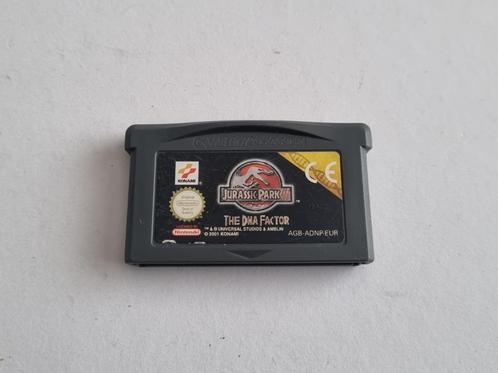 GAME BOY ADVANCE
KONAMI
JURASSIC PARK III
™
THE DNA FACTOR
™ & © UNIVERSAL STUDIOS & AMBLIN
© 2001 KONAMI
Nintendo
AGB-ADNP-EUR
CE